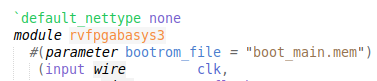 `default_nettype none
module rvfpgabasys3
#(parameter bootrom_file = "boot_main.mem")
(input wire clk,